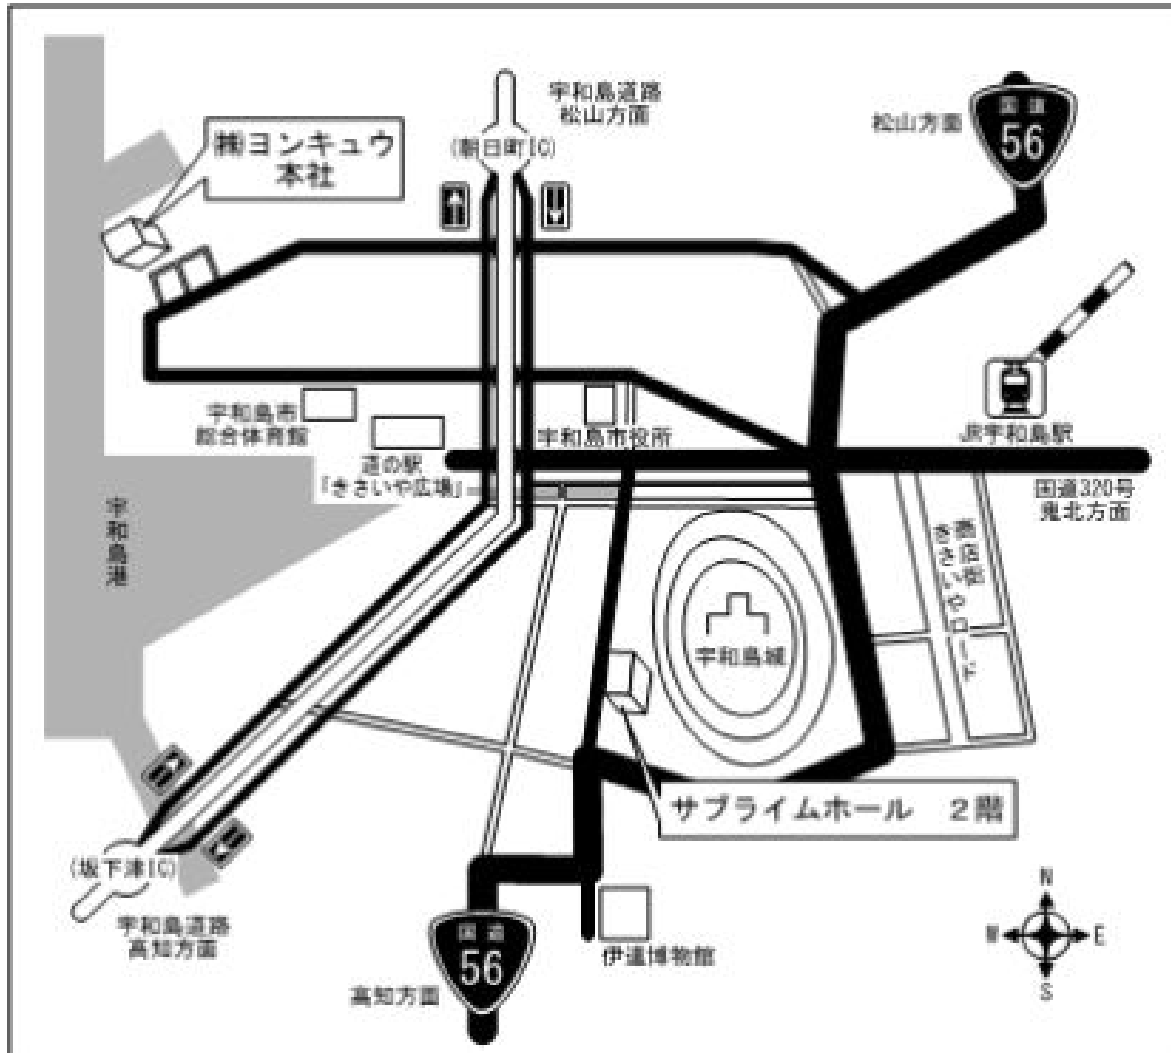 宇和島道路
松山方面
(朝日町IC)
松山方面
国道
56
㈱ヨンキュウ
本社
宇和島市
総合体育館
道の駅
「きさいや広場」
宇和島市役所
JR宇和島駅
国道320号
鬼北方面
宇和島港
商店街
きさいやロード
宇和島城
サブライムホール 2階
(坂下津IC)
宇和島道路
高知方面
国道
56
高知方面
伊達博物館
N
W
E
S